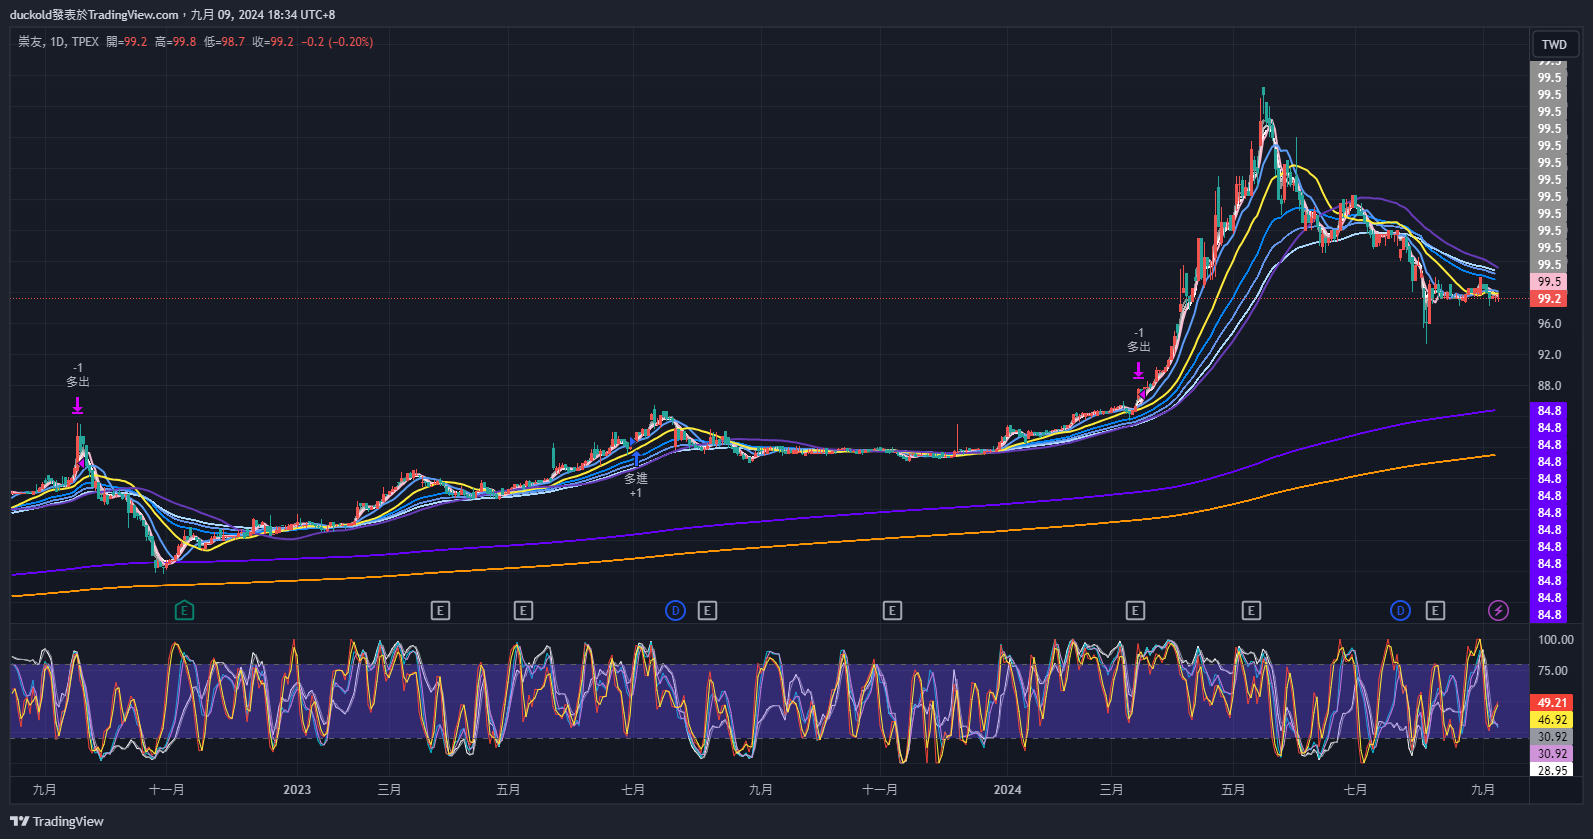 duckold發表於TradingView.com，九月 09, 2024 18:34 UTC+8
崇友, 1D, TPEX 開=99.2 高=99.8 低=98.7 收=99.2 −0.2 (−0.20%)
TWD
99.5
99.5
99.5
99.5
99.5
99.5
99.5
99.5
99.5
99.5
99.5
99.5
99.5
99.5
99.2
96.0
92.0
88.0
84.8
84.8
84.8
84.8
84.8
84.8
84.8
84.8
84.8
84.8
84.8
84.8
84.8
-1
多出
多進
+1
-1
多出
E
E
E
D
E
E
E
E
D
E
100.00
75.00
49.21
46.92
30.92
30.92
28.95
九月 十一月 2023 三月 五月 七月 九月 十一月 2024 三月 五月 七月 九月
TradingView